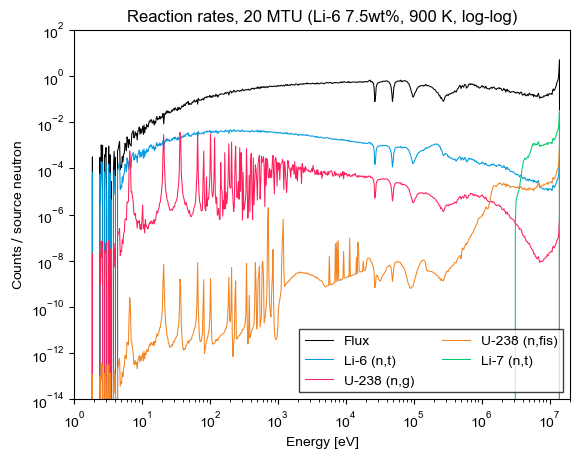 Reaction rates, 20 MTU (Li-6 7.5wt%, 900 K, log-log)
Counts / source neutron
10^2
10^0
10^-2
10^-4
10^-6
10^-8
10^-10
10^-12
10^-14
Flux
Li-6 (n,t)
U-238 (n,g)
U-238 (n,fis)
Li-7 (n,t)
10^0 10^1 10^2 10^3 10^4 10^5 10^6 10^7
Energy [eV]